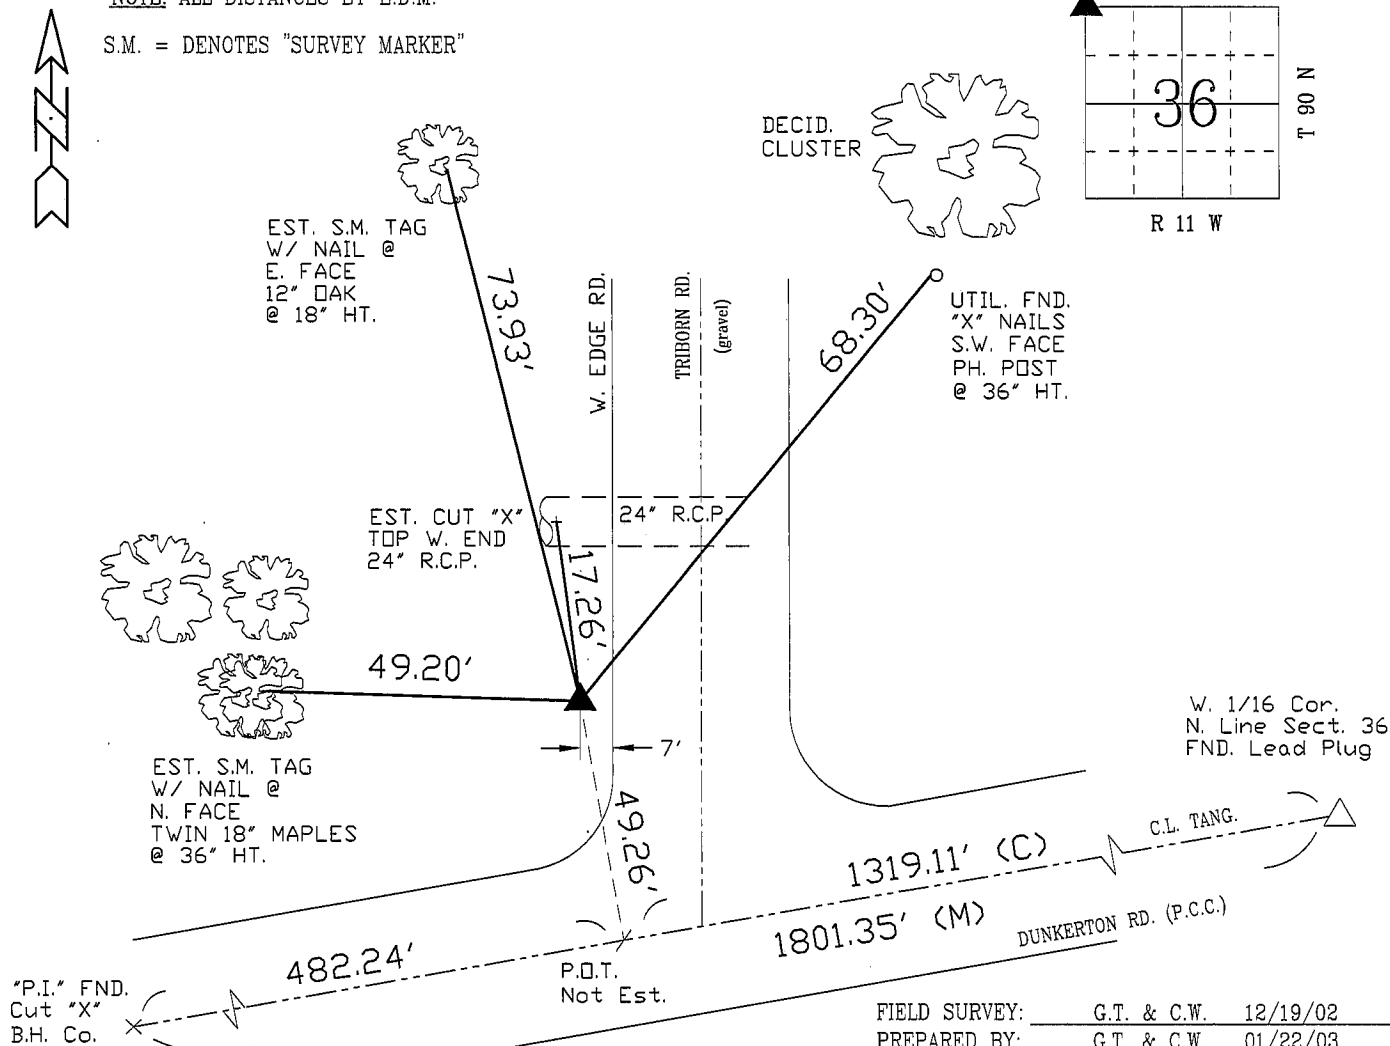 NOTE: ALL DISTANCES BY E.D.M.
S.M. = DENOTES "SURVEY MARKER"
N
36
T 90 N
R 11 W
DECID.
CLUSTER
EST. S.M. TAG
W/ NAIL @
E. FACE
12" OAK
@ 18" HT.
73.93'
W. EDGE RD.
TRIBORN RD.
(gravel)
68.30'
UTIL. FND.
"X" NAILS
S.W. FACE
PH. POST
@ 36" HT.
EST. CUT "X"
TOP W. END
24" R.C.P.
24" R.C.P.
17.26'
49.20'
7'
EST. S.M. TAG
W/ NAIL @
N. FACE
TWIN 18" MAPLES
@ 36" HT.
49.26'
W. 1/16 Cor.
N. Line Sect. 36
FND. Lead Plug
C.L. TANG.
1319.11' (C)
1801.35' (M)
DUNKERTON RD. (P.C.C.)
482.24'
P.O.T.
Not Est.
"P.I." FND.
Cut "X"
B.H. Co.
FIELD SURVEY: G.T. & C.W. 12/19/02
PREPARED BY: G.T. & C.W. 01/22/03